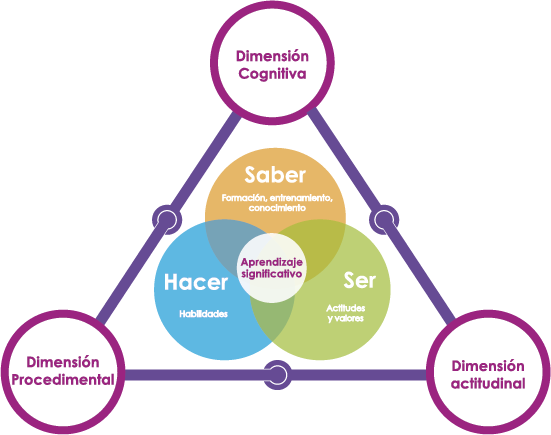 Dimensión
Cognitiva
Saber
Formación, entrenamiento,
conocimiento
Aprendizaje
significativo
Hacer
Habilidades
Ser
Actitudes
y valores
Dimensión
Procedimental
Dimensión
actitudinal